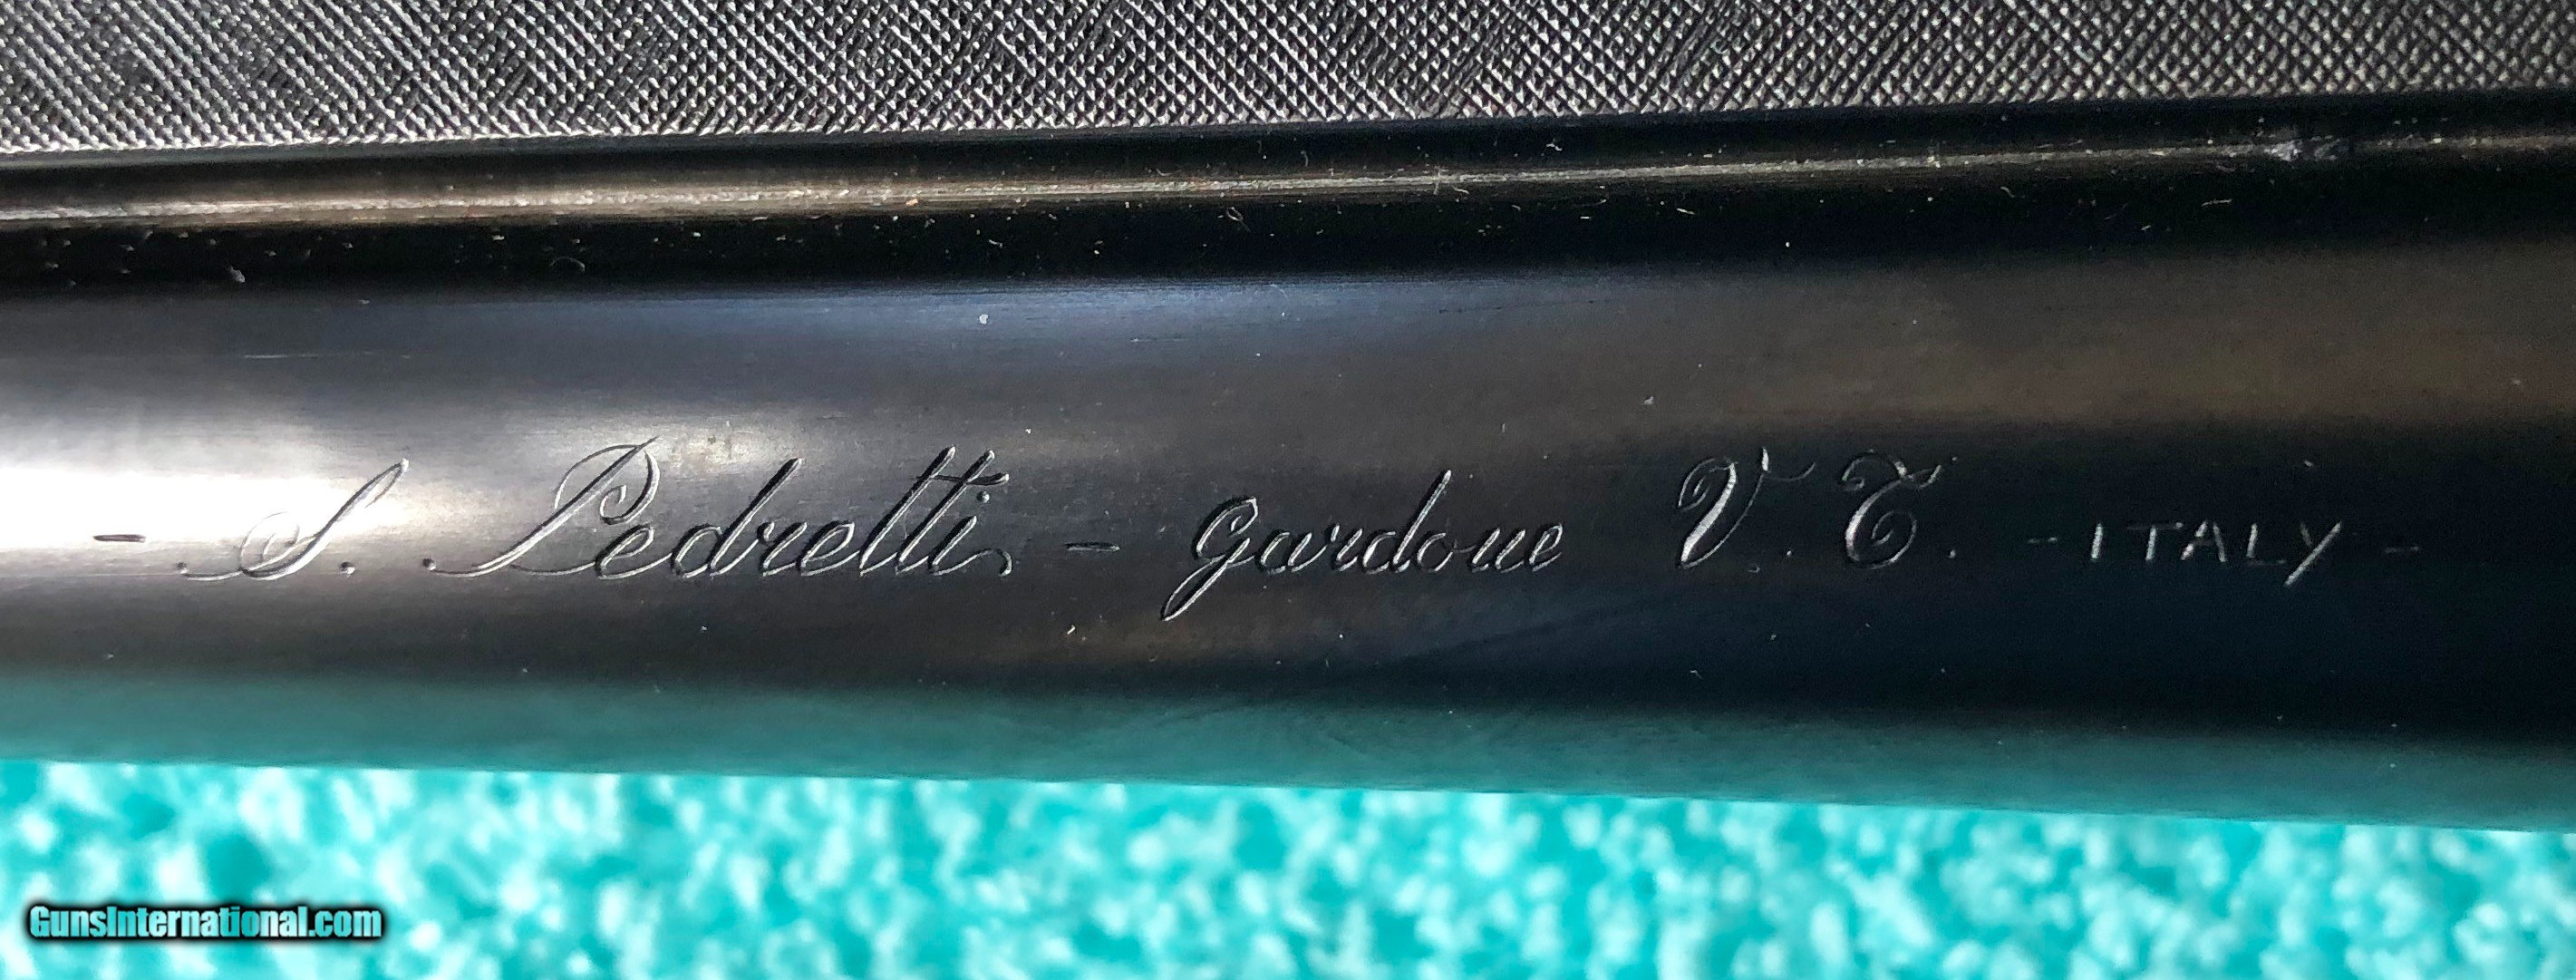 - S. Pedretti - Gardone V. T. - ITALY -
GunsInternational.com